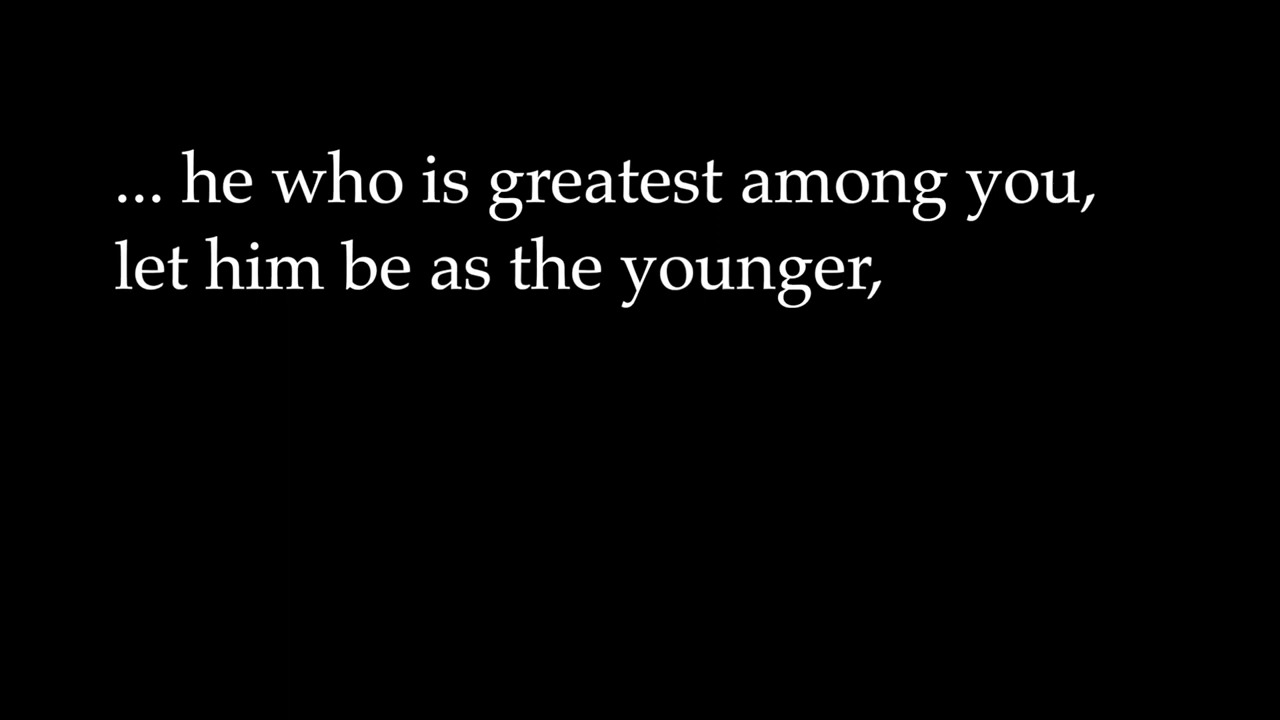 ... he who is greatest among you,
let him be as the younger,